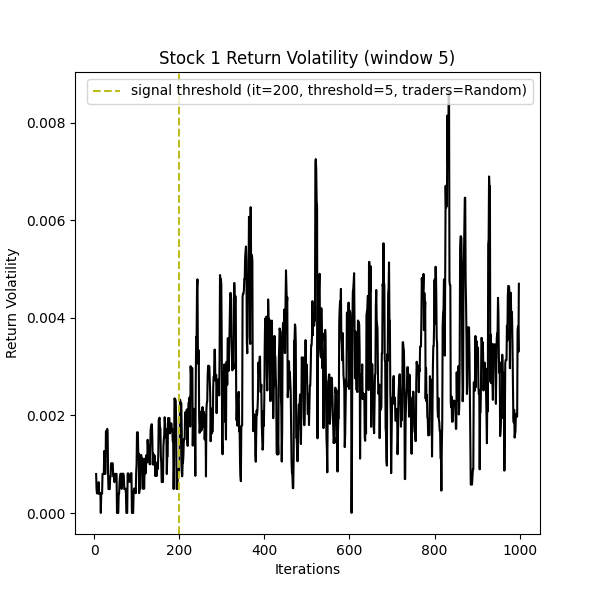 Stock 1 Return Volatility (window 5)
signal threshold (it=200, threshold=5, traders=Random)
0.008
0.006
0.004
0.002
0.000
Return Volatility
0 200 400 600 800 1000
Iterations